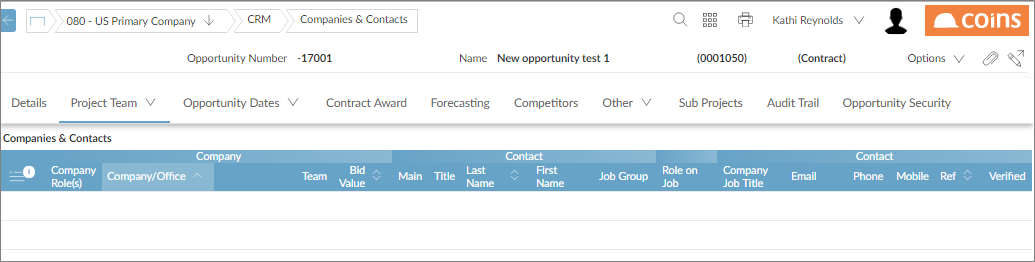 080 - US Primary Company CRM Companies & Contacts Kathi Reynolds COINS
Opportunity Number -17001 Name New opportunity test 1 (0001050) (Contract) Options
Details Project Team Opportunity Dates Contract Award Forecasting Competitors Other Sub Projects Audit Trail Opportunity Security
Companies & Contacts
Company Contact Contact
1 Company Role(s) Company/Office Team Bid Value Main Title Last Name First Name Job Group Role on Job Company Job Title Email Phone Mobile Ref Verified